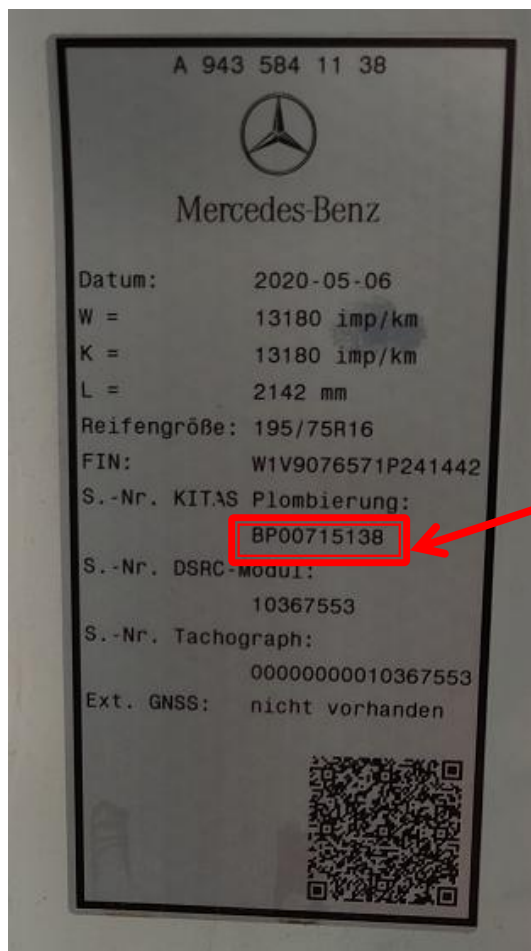 A 943 584 11 38
Mercedes-Benz
Datum: 2020-05-06
W = 13180 imp/km
K = 13180 imp/km
L = 2142 mm
Reifengröße: 195/75R16
FIN: W1V9076571P241442
S.-Nr. KITAS Plombierung:
BP00715138
S.-Nr. DSRC-Modul:
10367553
S.-Nr. Tachograph:
00000000010367553
Ext. GNSS: nicht vorhanden